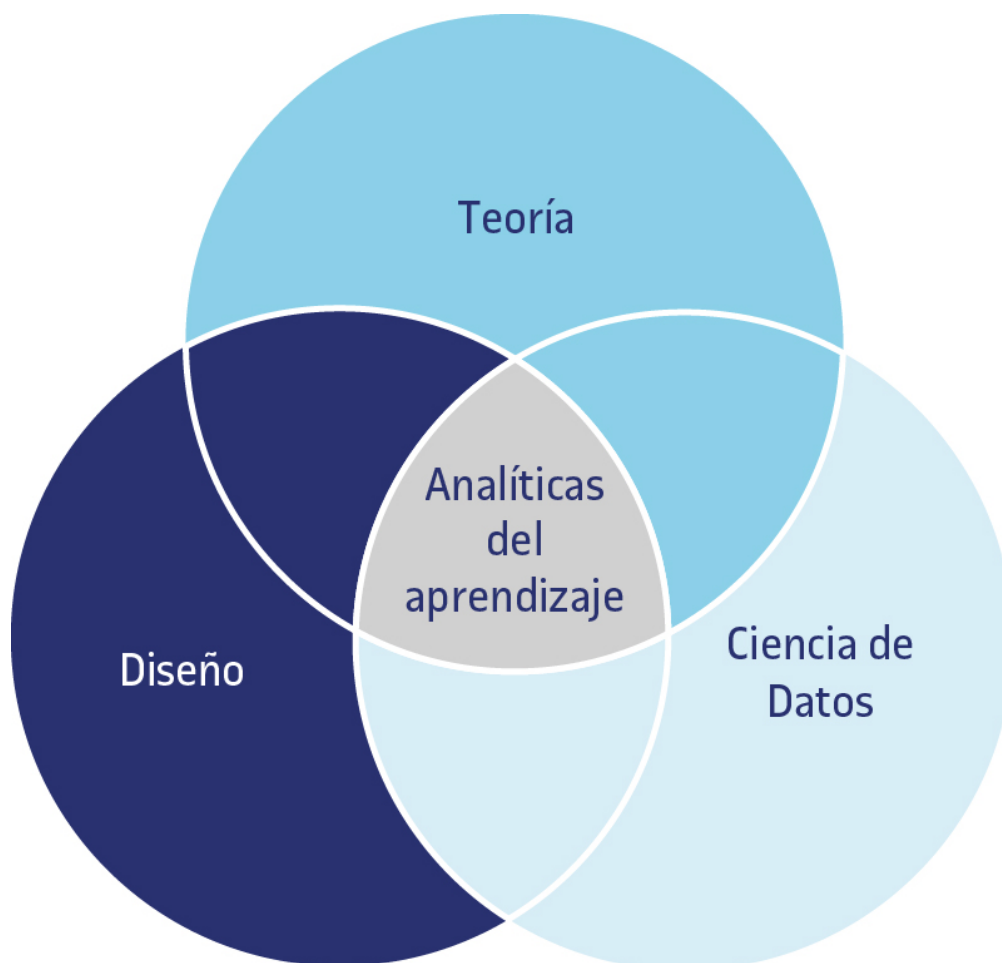 Teoría
Analíticas
del
aprendizaje
Diseño
Ciencia de
Datos